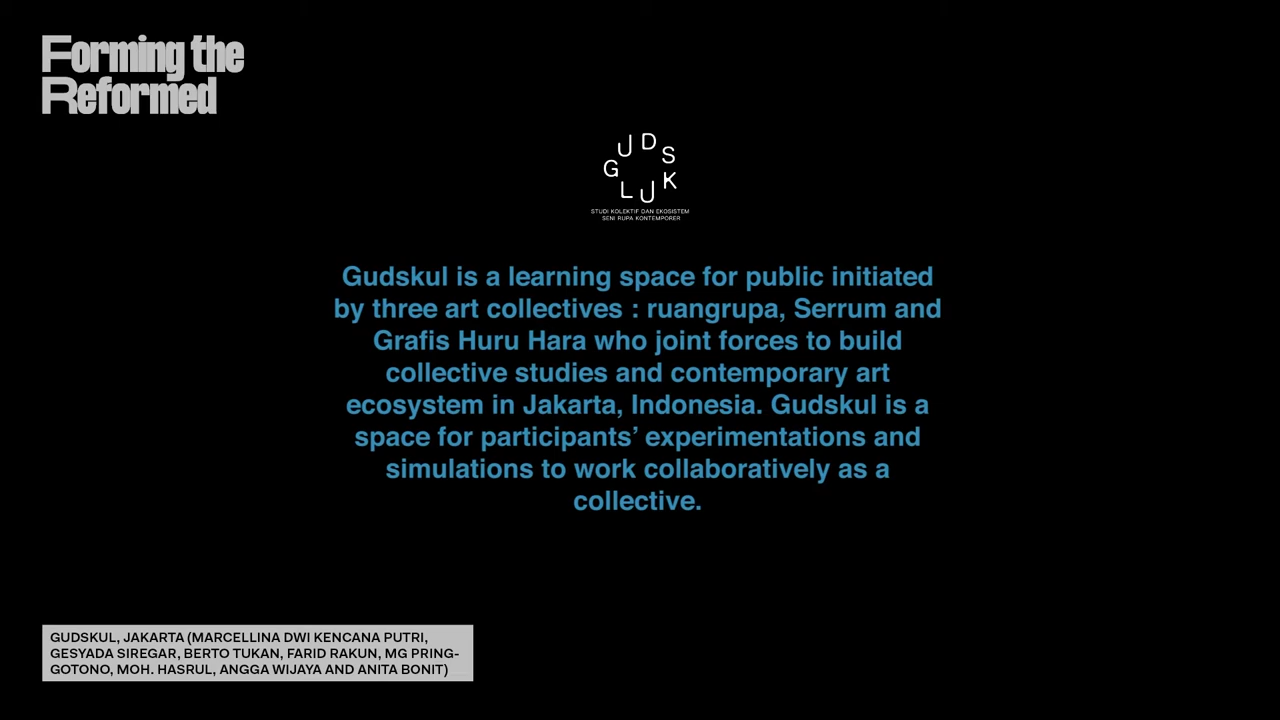 Forming the
Reformed
GUDSKUL
STUDI KOLEKTIF DAN EKOSISTEM
SENI RUPA KONTEMPORER
Gudskul is a learning space for public initiated
by three art collectives : ruangrupa, Serrum and
Grafis Huru Hara who joint forces to build
collective studies and contemporary art
ecosystem in Jakarta, Indonesia. Gudskul is a
space for participants’ experimentations and
simulations to work collaboratively as a
collective.
GUDSKUL, JAKARTA (MARCELLINA DWI KENCANA PUTRI,
GESYADA SIREGAR, BERTO TUKAN, FARID RAKUN, MG PRING-
GOTONO, MOH. HASRUL, ANGGA WIJAYA AND ANITA BONIT)